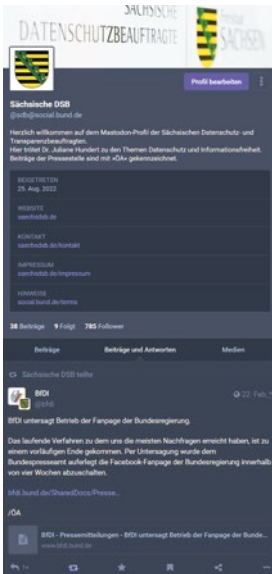 SÄCHSISCHE
DATENSCHUTZBEAUFTRAGTE
SACHSEN
Profil bearbeiten
Sächsische DSB
@sdb@social.bund.de
Herzlich willkommen auf dem Mastodon-Profil der Sächsischen Datenschutz- und
Transparenzbeauftragten.
Hier trötet Dr. Juliane Hundert zu den Themen Datenschutz und Informationsfreiheit.
Beiträge der Pressestelle sind mit »ÖA« gekennzeichnet.
BEIGETRETEN
25. Aug. 2022
WEBSITE
saechsdsb.de
KONTAKT
saechsdsb.de/kontakt
IMPRESSUM
saechsdsb.de/impressum
HINWEISE
social.bund.de/terms
38 Beiträge 9 Folgt 785 Follower
Beiträge Beiträge und Antworten Medien
Sächsische DSB teilte
BfDI
@bfdi
22. Feb.
BfDI untersagt Betrieb der Fanpage der Bundesregierung.
Das laufende Verfahren zu dem uns die meisten Nachfragen erreicht haben, ist zu
einem vorläufigen Ende gekommen. Per Untersagung wurde dem
Bundespresseamt auferlegt die Facebook-Fanpage der Bundesregierung innerhalb
von vier Wochen abzuschalten.
bfdi.bund.de/SharedDocs/Presse...
/ÖA
BfDI - Pressemitteilungen - BfDI untersagt Betrieb der Fanpage der Bunde...
www.bfdi.bund.de
1+